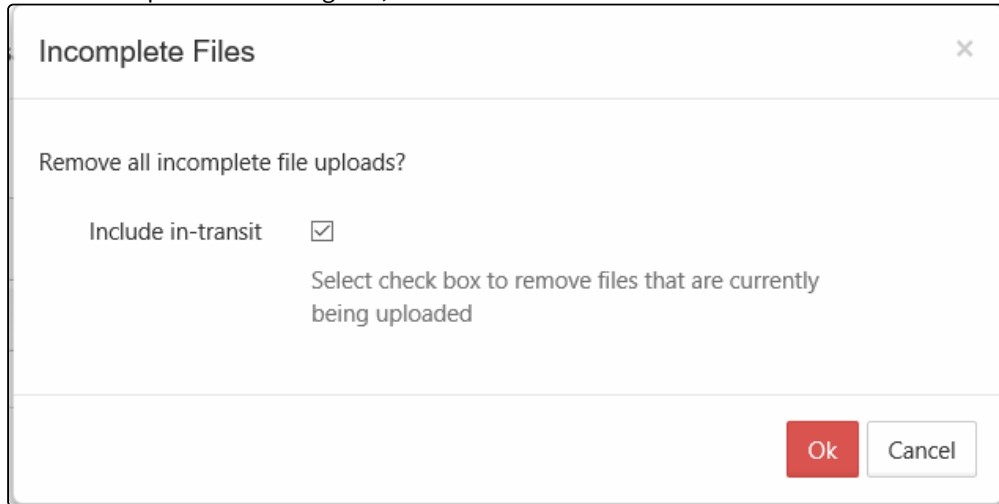 Incomplete Files
×
Remove all incomplete file uploads?
Include in-transit
Select check box to remove files that are currently
being uploaded
Ok Cancel